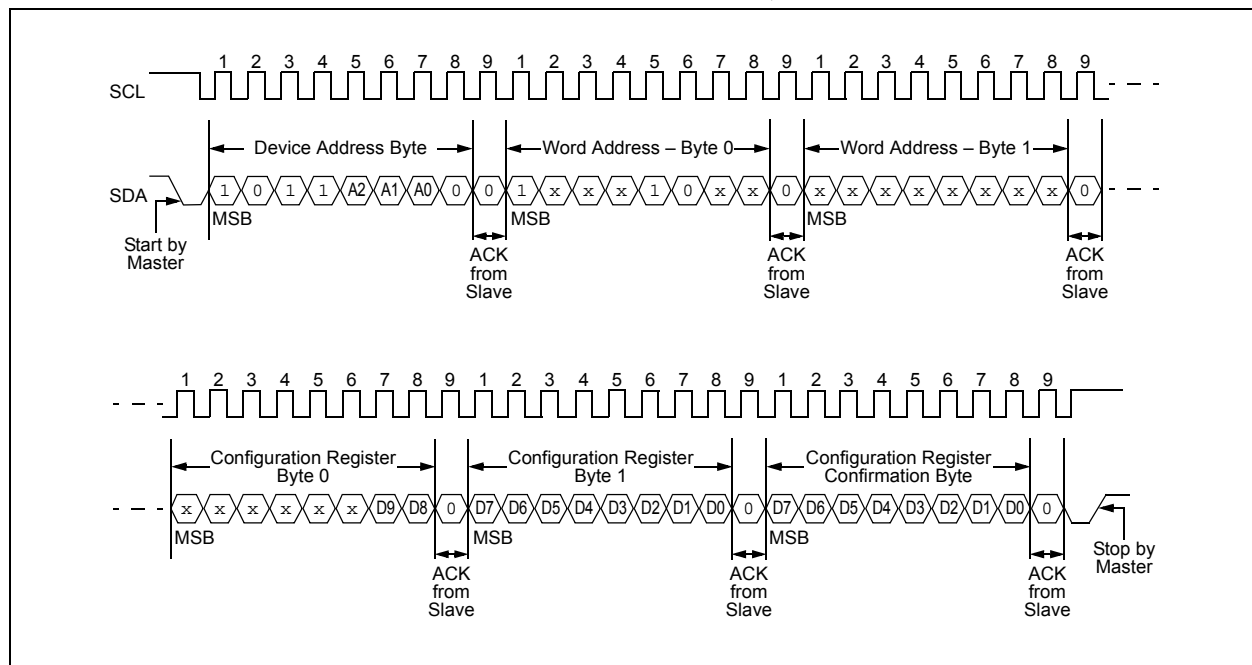 1 2 3 4 5 6 7 8 9 1 2 3 4 5 6 7 8 9 1 2 3 4 5 6 7 8 9
SCL
Device Address Byte Word Address – Byte 0 Word Address – Byte 1
SDA 1 0 1 1 A2 A1 A0 0 0 1 x x x 1 0 x x 0 x x x x x x x x 0
MSB MSB MSB
Start by
Master
ACK
from
Slave
ACK
from
Slave
ACK
from
Slave
1 2 3 4 5 6 7 8 9 1 2 3 4 5 6 7 8 9 1 2 3 4 5 6 7 8 9
Configuration Register
Byte 0
Configuration Register
Byte 1
Configuration Register
Confirmation Byte
x x x x x x D9 D8 0 D7 D6 D5 D4 D3 D2 D1 D0 0 D7 D6 D5 D4 D3 D2 D1 D0 0
MSB MSB MSB
ACK
from
Slave
ACK
from
Slave
ACK
from
Slave
Stop by
Master